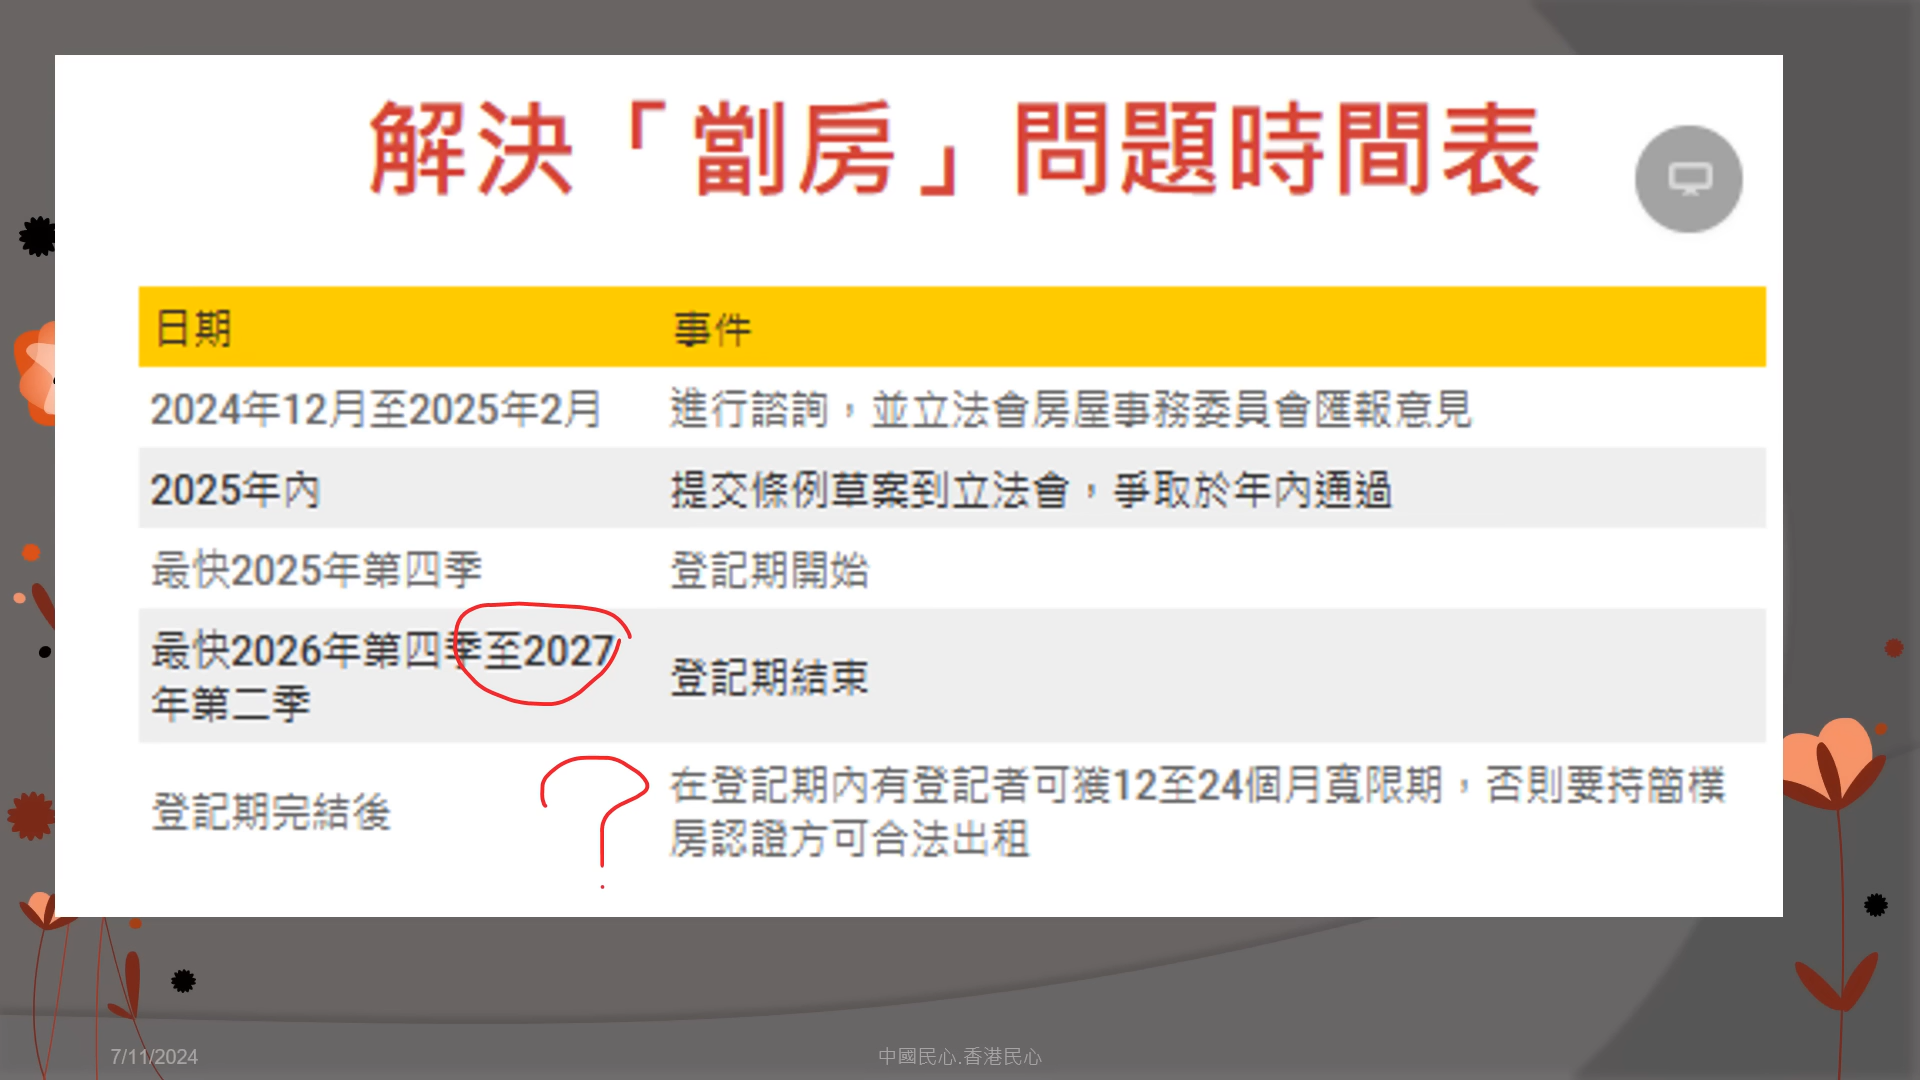 解決「劏房」問題時間表
日期 事件
2024年12月至2025年2月 進行諮詢，並立法會房屋事務委員會匯報意見
2025年內 提交條例草案到立法會，爭取於年內通過
最快2025年第四季 登記期開始
最快2026年第四季至2027
年第二季
登記期結束
登記期完結後
?
在登記期內有登記者可獲12至24個月寬限期，否則要持簡樸
房認證方可合法出租
7/11/2024
中國民心.香港民心